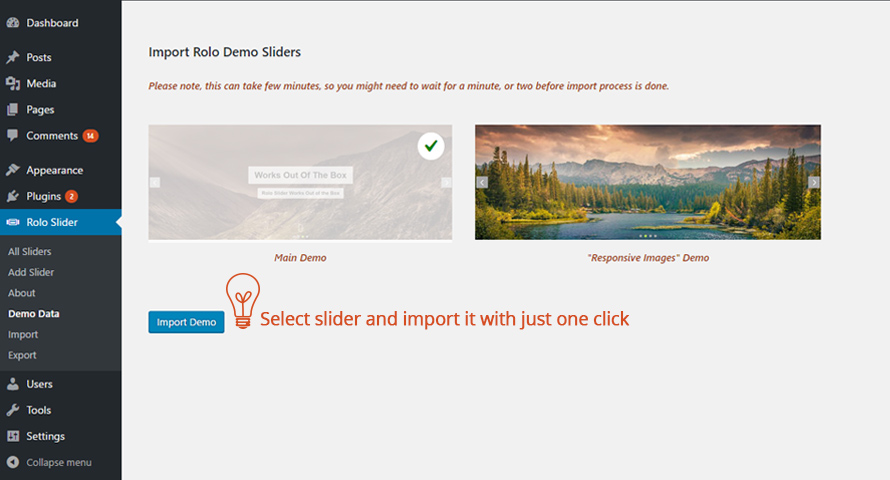 Dashboard
Posts
Media
Pages
Comments 14
Appearance
Plugins 2
Rolo Slider
All Sliders
Add Slider
About
Demo Data
Import
Export
Users
Tools
Settings
Collapse menu
Import Rolo Demo Sliders
Please note, this can take few minutes, so you might need to wait for a minute, or two before import process is done.
Works Out Of The Box
Rolo Slider Works Out of the Box
Main Demo
"Responsive Images" Demo
Import Demo
Select slider and import it with just one click